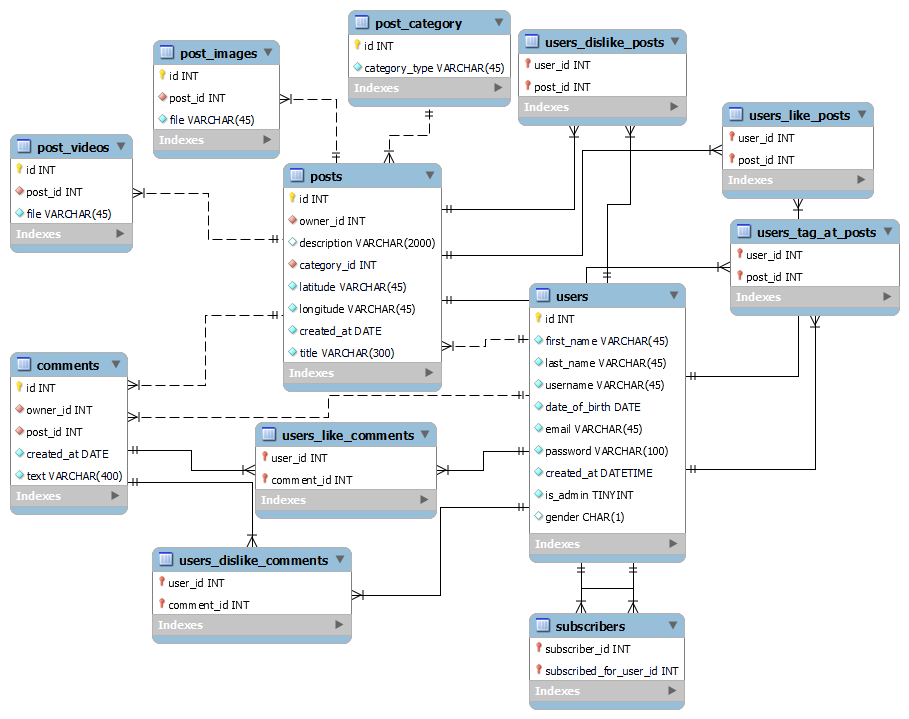 post_category
id INT
category_type VARCHAR(45)
Indexes
users_dislike_posts
user_id INT
post_id INT
Indexes
post_images
id INT
post_id INT
file VARCHAR(45)
Indexes
users_like_posts
user_id INT
post_id INT
Indexes
post_videos
id INT
post_id INT
file VARCHAR(45)
Indexes
posts
id INT
owner_id INT
description VARCHAR(2000)
category_id INT
latitude VARCHAR(45)
longitude VARCHAR(45)
created_at DATE
title VARCHAR(300)
Indexes
users_tag_at_posts
user_id INT
post_id INT
Indexes
users
id INT
first_name VARCHAR(45)
last_name VARCHAR(45)
username VARCHAR(45)
date_of_birth DATE
email VARCHAR(45)
password VARCHAR(100)
created_at DATETIME
is_admin TINYINT
gender CHAR(1)
Indexes
comments
id INT
owner_id INT
post_id INT
created_at DATE
text VARCHAR(400)
Indexes
users_like_comments
user_id INT
comment_id INT
Indexes
users_dislike_comments
user_id INT
comment_id INT
Indexes
subscribers
subscriber_id INT
subscribed_for_user_id INT
Indexes